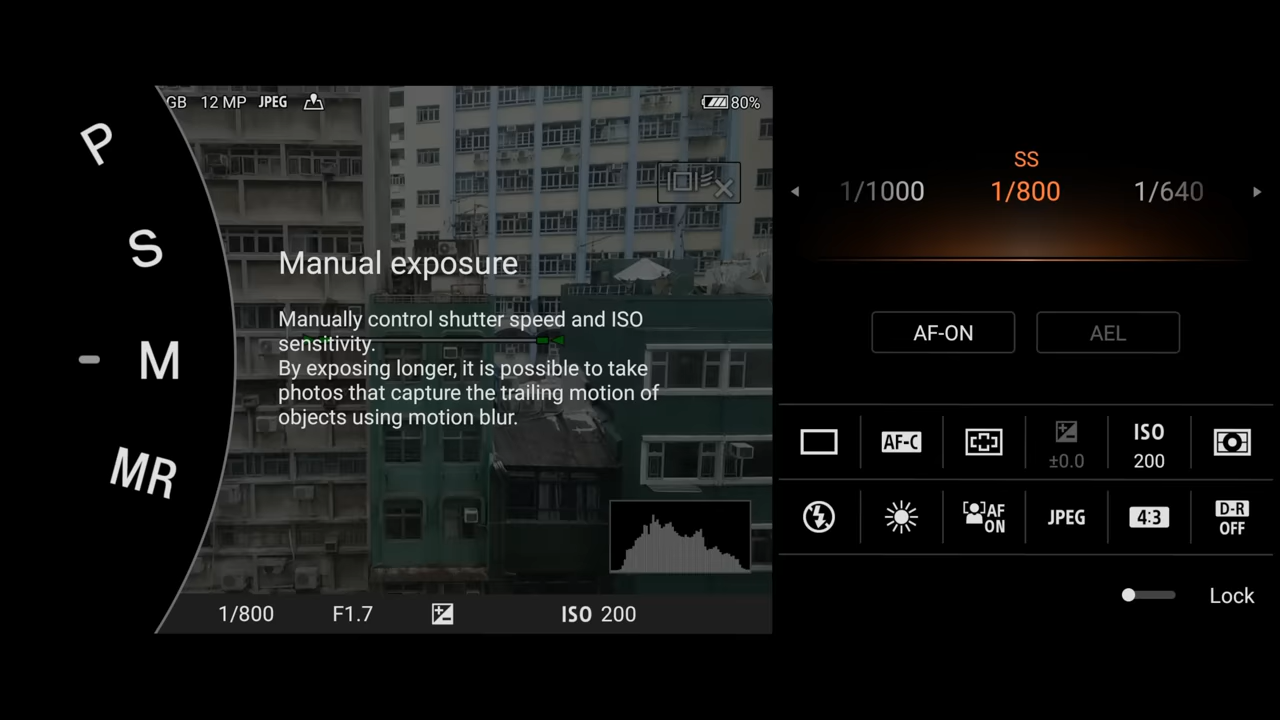 GB 12 MP JPEG 80%
P
S
M
MR
Manual exposure
Manually control shutter speed and ISO
sensitivity.
By exposing longer, it is possible to take
photos that capture the trailing motion of
objects using motion blur.
1/800 F1.7 ISO 200
SS
1/1000 1/800 1/640
AF-ON AEL
AF-C ±0.0 ISO 200
AF ON JPEG 4:3 D-R OFF
Lock